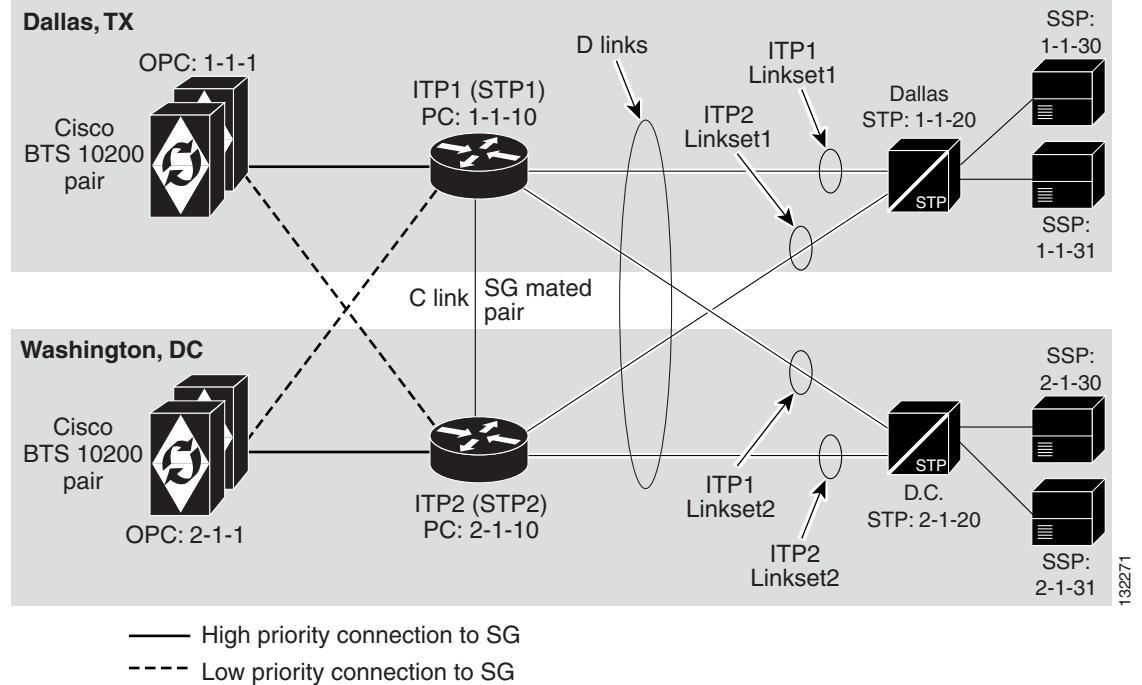 Dallas, TX
OPC: 1-1-1
Cisco
BTS 10200
pair
ITP1 (STP1)
PC: 1-1-10
D links
ITP1
Linkset1
ITP2
Linkset1
Dallas
STP: 1-1-20
STP
SSP:
1-1-30
SSP:
1-1-31
C link
SG mated
pair
Washington, DC
Cisco
BTS 10200
pair
OPC: 2-1-1
ITP2 (STP2)
PC: 2-1-10
ITP1
Linkset2
ITP2
Linkset2
STP
D.C.
STP: 2-1-20
SSP:
2-1-30
SSP:
2-1-31
132271
High priority connection to SG
Low priority connection to SG